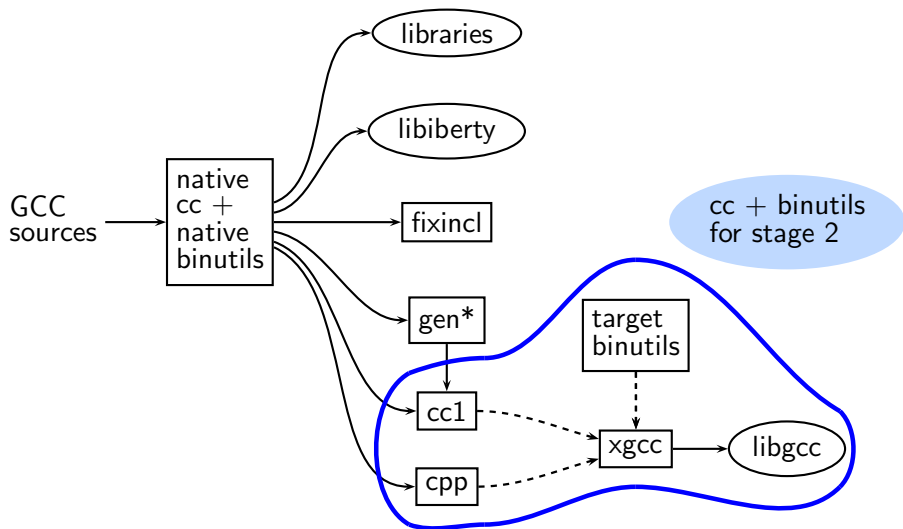 libraries
libiberty
GCC
sources
native
cc +
native
binutils
fixincl
cc + binutils
for stage 2
gen*
target
binutils
cc1
xgcc
libgcc
cpp